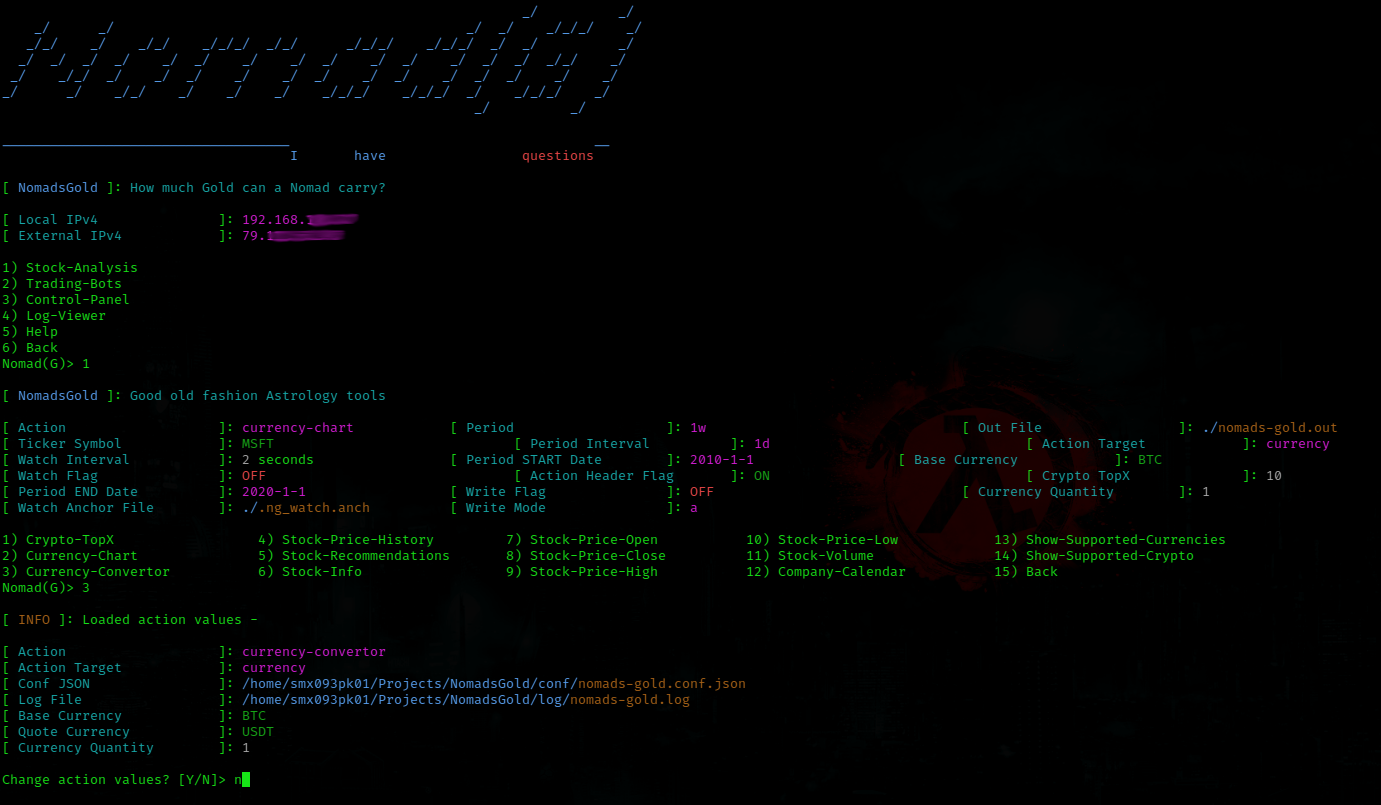 Nomad(G)
I have questions
[ NomadsGold ]: How much Gold can a Nomad carry?
[ Local IPv4 ]: 192.168.1
[ External IPv4 ]: 79.1
1) Stock-Analysis
2) Trading-Bots
3) Control-Panel
4) Log-Viewer
5) Help
6) Back
Nomad(G)> 1
[ NomadsGold ]: Good old fashion Astrology tools
[ Action ]: currency-chart [ Period ]: 1w [ Out File ]: ./nomads-gold.out
[ Ticker Symbol ]: MSFT [ Period Interval ]: 1d [ Action Target ]: currency
[ Watch Interval ]: 2 seconds [ Period START Date ]: 2010-1-1 [ Base Currency ]: BTC
[ Watch Flag ]: OFF [ Action Header Flag ]: ON [ Crypto TopX ]: 10
[ Period END Date ]: 2020-1-1 [ Write Flag ]: OFF [ Currency Quantity ]: 1
[ Watch Anchor File ]: ./.ng_watch.anch [ Write Mode ]: a
1) Crypto-TopX 4) Stock-Price-History 7) Stock-Price-Open 10) Stock-Price-Low 13) Show-Supported-Currencies
2) Currency-Chart 5) Stock-Recommendations 8) Stock-Price-Close 11) Stock-Volume 14) Show-Supported-Crypto
3) Currency-Convertor 6) Stock-Info 9) Stock-Price-High 12) Company-Calendar 15) Back
Nomad(G)> 3
[ INFO ]: Loaded action values -
[ Action ]: currency-convertor
[ Action Target ]: currency
[ Conf JSON ]: /home/smx093pk01/Projects/NomadsGold/conf/nomads-gold.conf.json
[ Log File ]: /home/smx093pk01/Projects/NomadsGold/log/nomads-gold.log
[ Base Currency ]: BTC
[ Quote Currency ]: USDT
[ Currency Quantity ]: 1
Change action values? [Y/N]> n